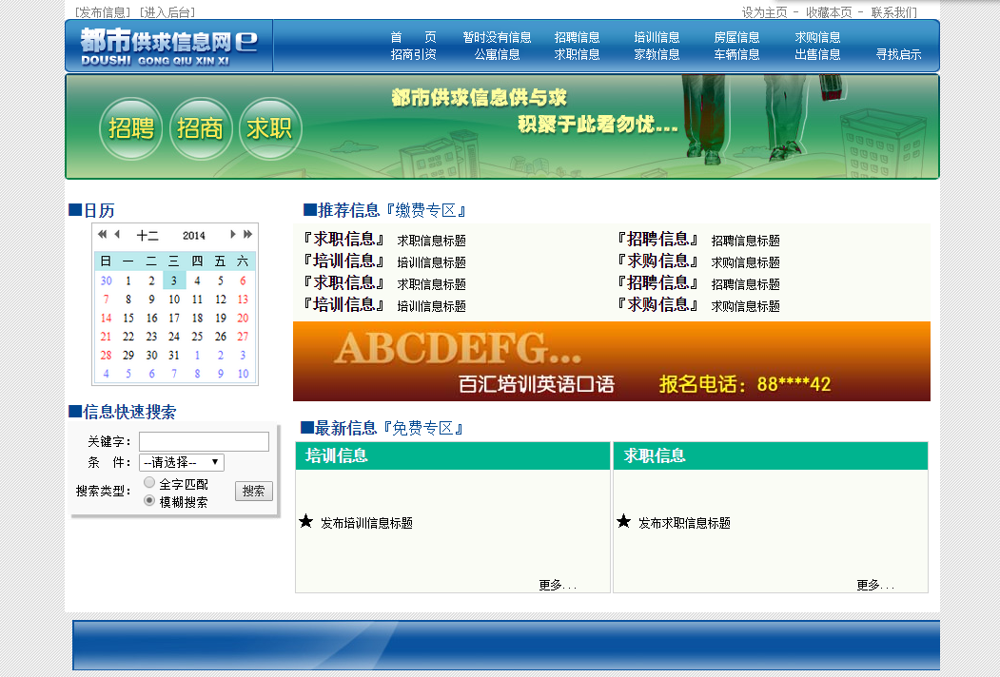 [发布信息] [进入后台]
设为主页 - 收藏本页 - 联系我们
都市供求信息网e
DOUSHI GONG QIU XIN XI
首 页 暂时没有信息 招聘信息 培训信息 房屋信息 求购信息
招商引资 公寓信息 求职信息 家教信息 车辆信息 出售信息 寻找启示
招聘 招商 求职
都市供求信息供与求
积聚于此君勿忧...
■日历
十二 2014
日 一 二 三 四 五 六
30 1 2 3 4 5 6
7 8 9 10 11 12 13
14 15 16 17 18 19 20
21 22 23 24 25 26 27
28 29 30 31 1 2 3
4 5 6 7 8 9 10
■信息快速搜索
关键字：
条 件： --请选择--
搜索类型： 全字匹配
模糊搜索
搜索
■推荐信息『缴费专区』
『求职信息』 求职信息标题 『招聘信息』 招聘信息标题
『培训信息』 培训信息标题 『求购信息』 求购信息标题
『求职信息』 求职信息标题 『招聘信息』 招聘信息标题
『培训信息』 培训信息标题 『求购信息』 求购信息标题
ABCDEFG...
百汇培训英语口语 报名电话：88****42
■最新信息『免费专区』
培训信息 求职信息
★ 发布培训信息标题 ★ 发布求职信息标题
更多... 更多...